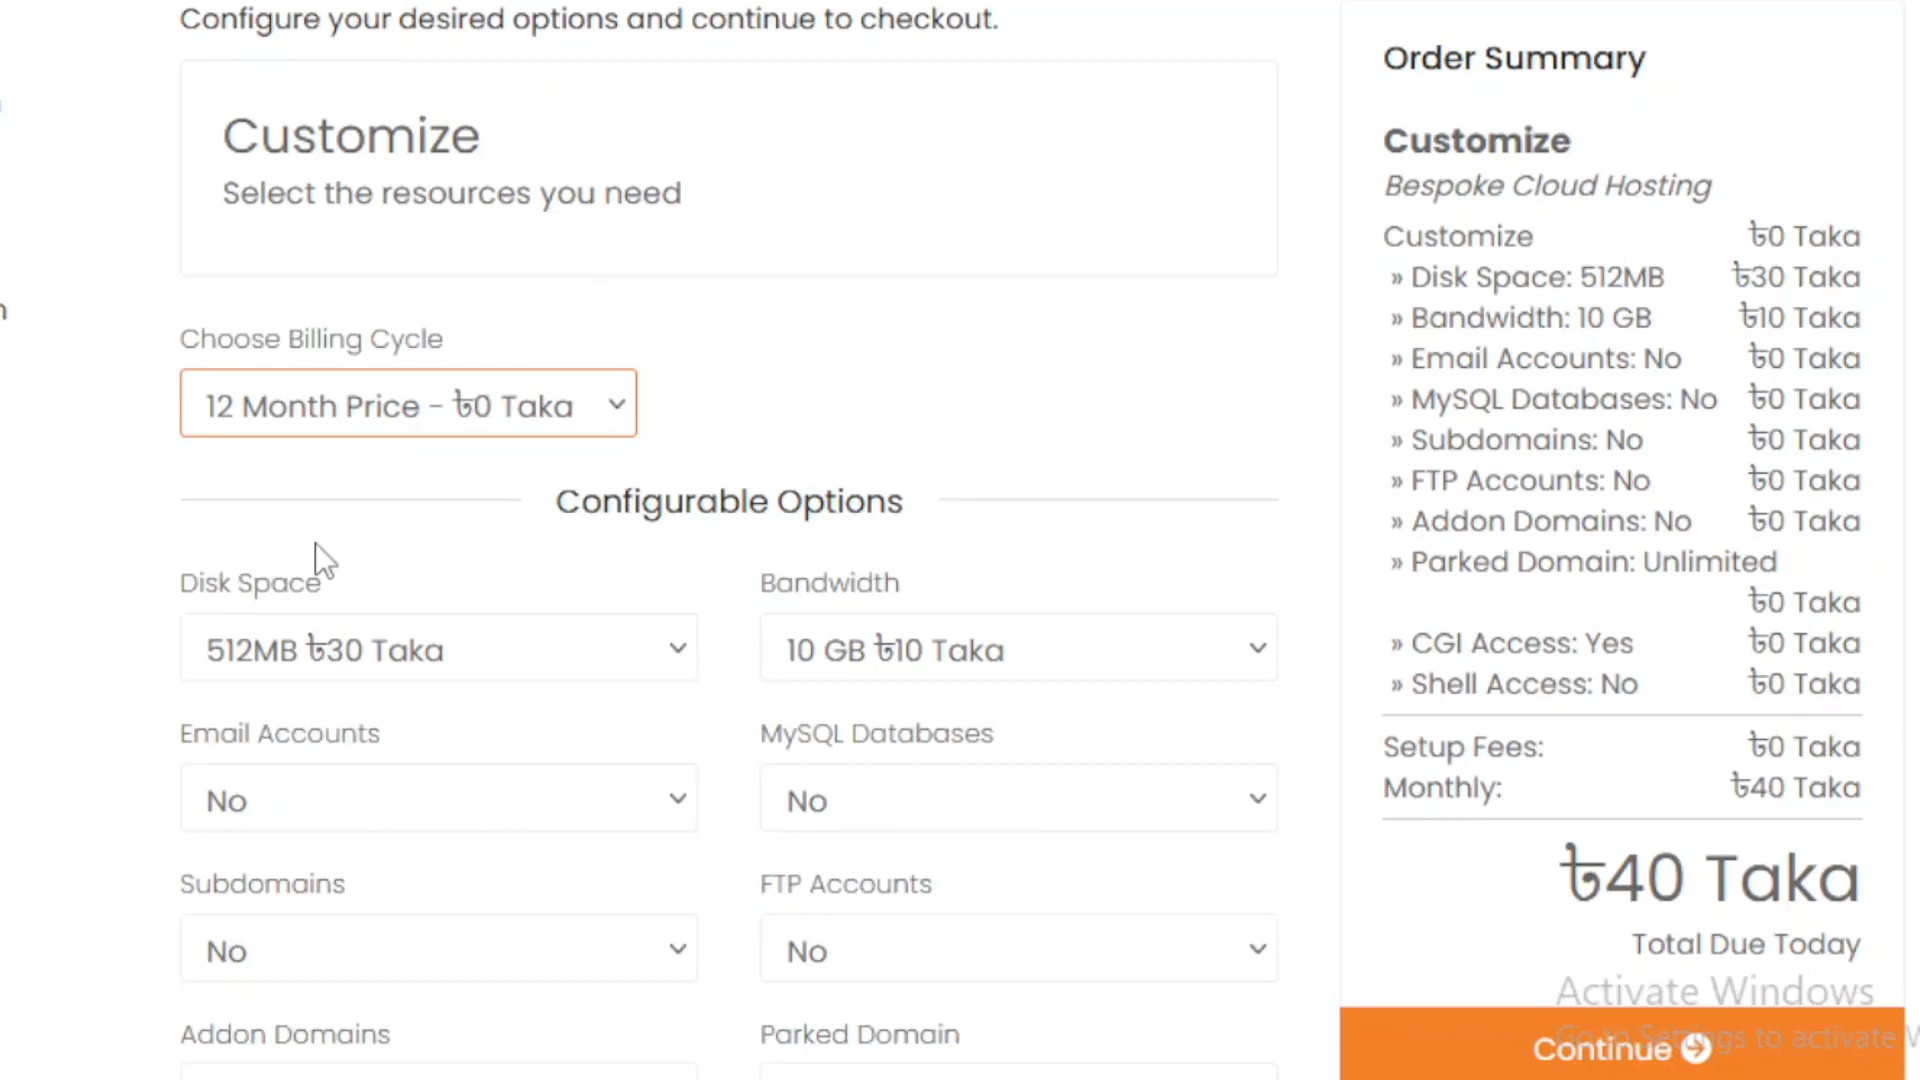 Configure your desired options and continue to checkout.
Customize
Select the resources you need
Choose Billing Cycle
12 Month Price - ৳0 Taka
Configurable Options
Disk Space
Bandwidth
512MB ৳30 Taka
10 GB ৳10 Taka
Email Accounts
MySQL Databases
No
No
Subdomains
FTP Accounts
No
No
Addon Domains
Parked Domain
Order Summary
Customize
Bespoke Cloud Hosting
Customize ৳0 Taka
» Disk Space: 512MB ৳30 Taka
» Bandwidth: 10 GB ৳10 Taka
» Email Accounts: No ৳0 Taka
» MySQL Databases: No ৳0 Taka
» Subdomains: No ৳0 Taka
» FTP Accounts: No ৳0 Taka
» Addon Domains: No ৳0 Taka
» Parked Domain: Unlimited
৳0 Taka
» CGI Access: Yes ৳0 Taka
» Shell Access: No ৳0 Taka
Setup Fees: ৳0 Taka
Monthly: ৳40 Taka
৳40 Taka
Total Due Today
Activate Windows
Go to Settings to activate W
Continue